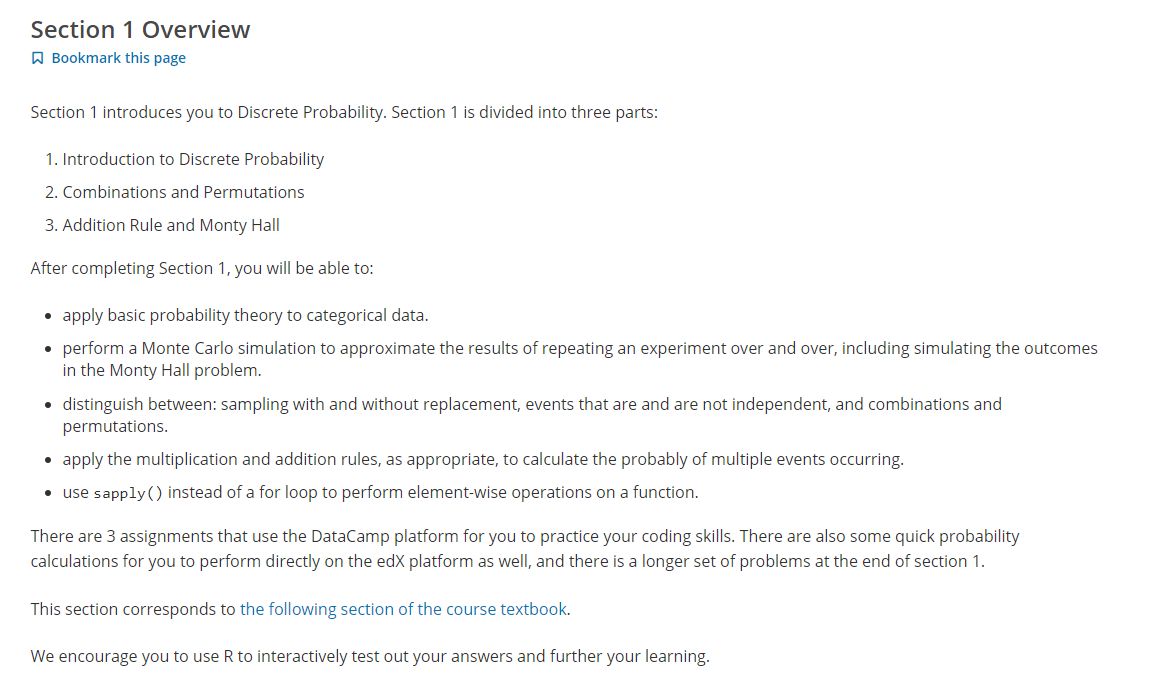 Section 1 Overview
Bookmark this page
Section 1 introduces you to Discrete Probability. Section 1 is divided into three parts:
1. Introduction to Discrete Probability
2. Combinations and Permutations
3. Addition Rule and Monty Hall
After completing Section 1, you will be able to:
• apply basic probability theory to categorical data.
• perform a Monte Carlo simulation to approximate the results of repeating an experiment over and over, including simulating the outcomes
in the Monty Hall problem.
• distinguish between: sampling with and without replacement, events that are and are not independent, and combinations and
permutations.
• apply the multiplication and addition rules, as appropriate, to calculate the probably of multiple events occurring.
• use sapply() instead of a for loop to perform element-wise operations on a function.
There are 3 assignments that use the DataCamp platform for you to practice your coding skills. There are also some quick probability
calculations for you to perform directly on the edX platform as well, and there is a longer set of problems at the end of section 1.
This section corresponds to the following section of the course textbook.
We encourage you to use R to interactively test out your answers and further your learning.